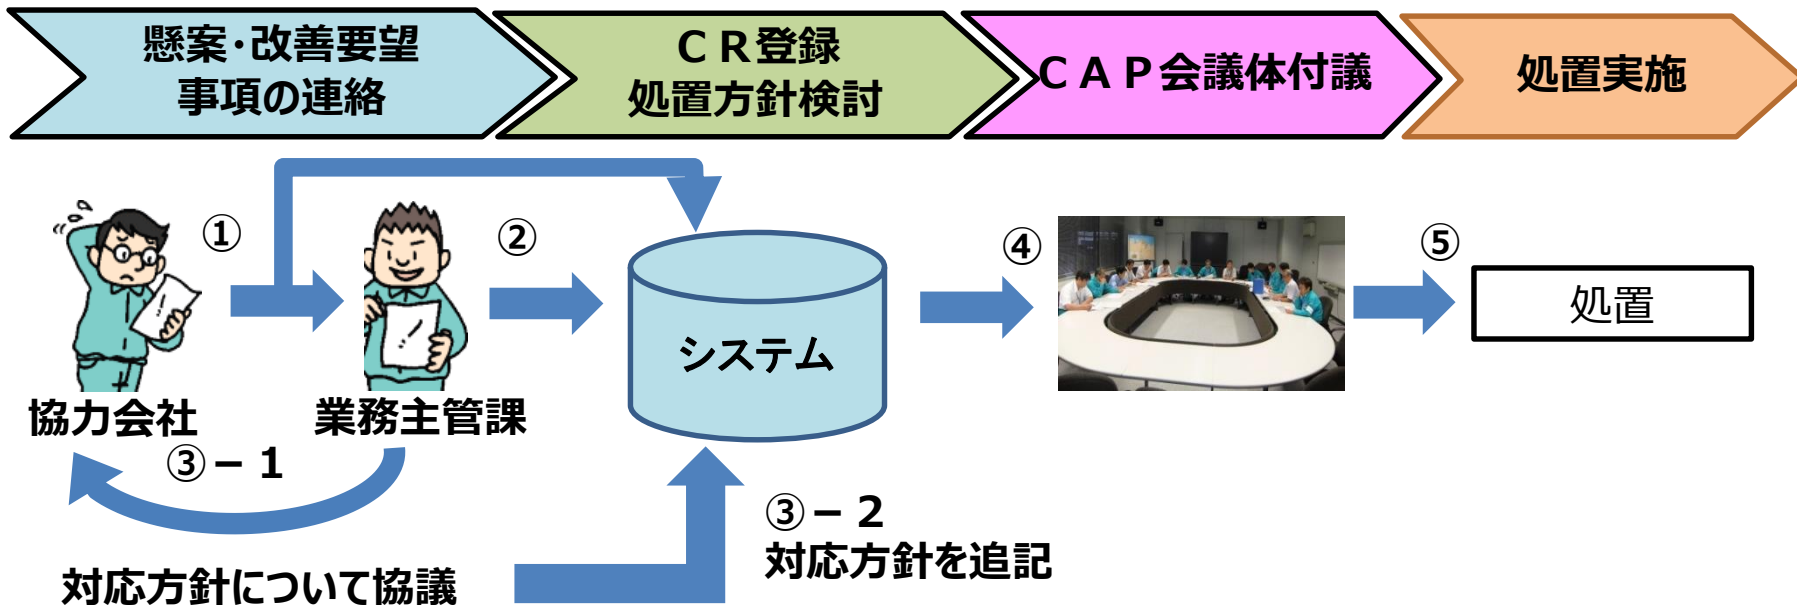 懸案・改善要望
事項の連絡
ＣＲ登録
処置方針検討
ＣＡＰ会議体付議
処置実施
①
②
④
⑤
システム
処置
協力会社
業務主管課
③－１
③－２
対応方針を追記
対応方針について協議